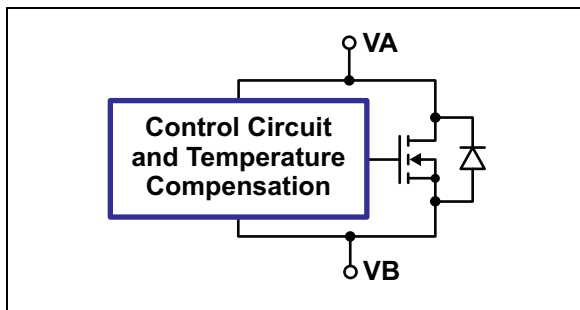 VA
Control Circuit
and Temperature
Compensation
VB